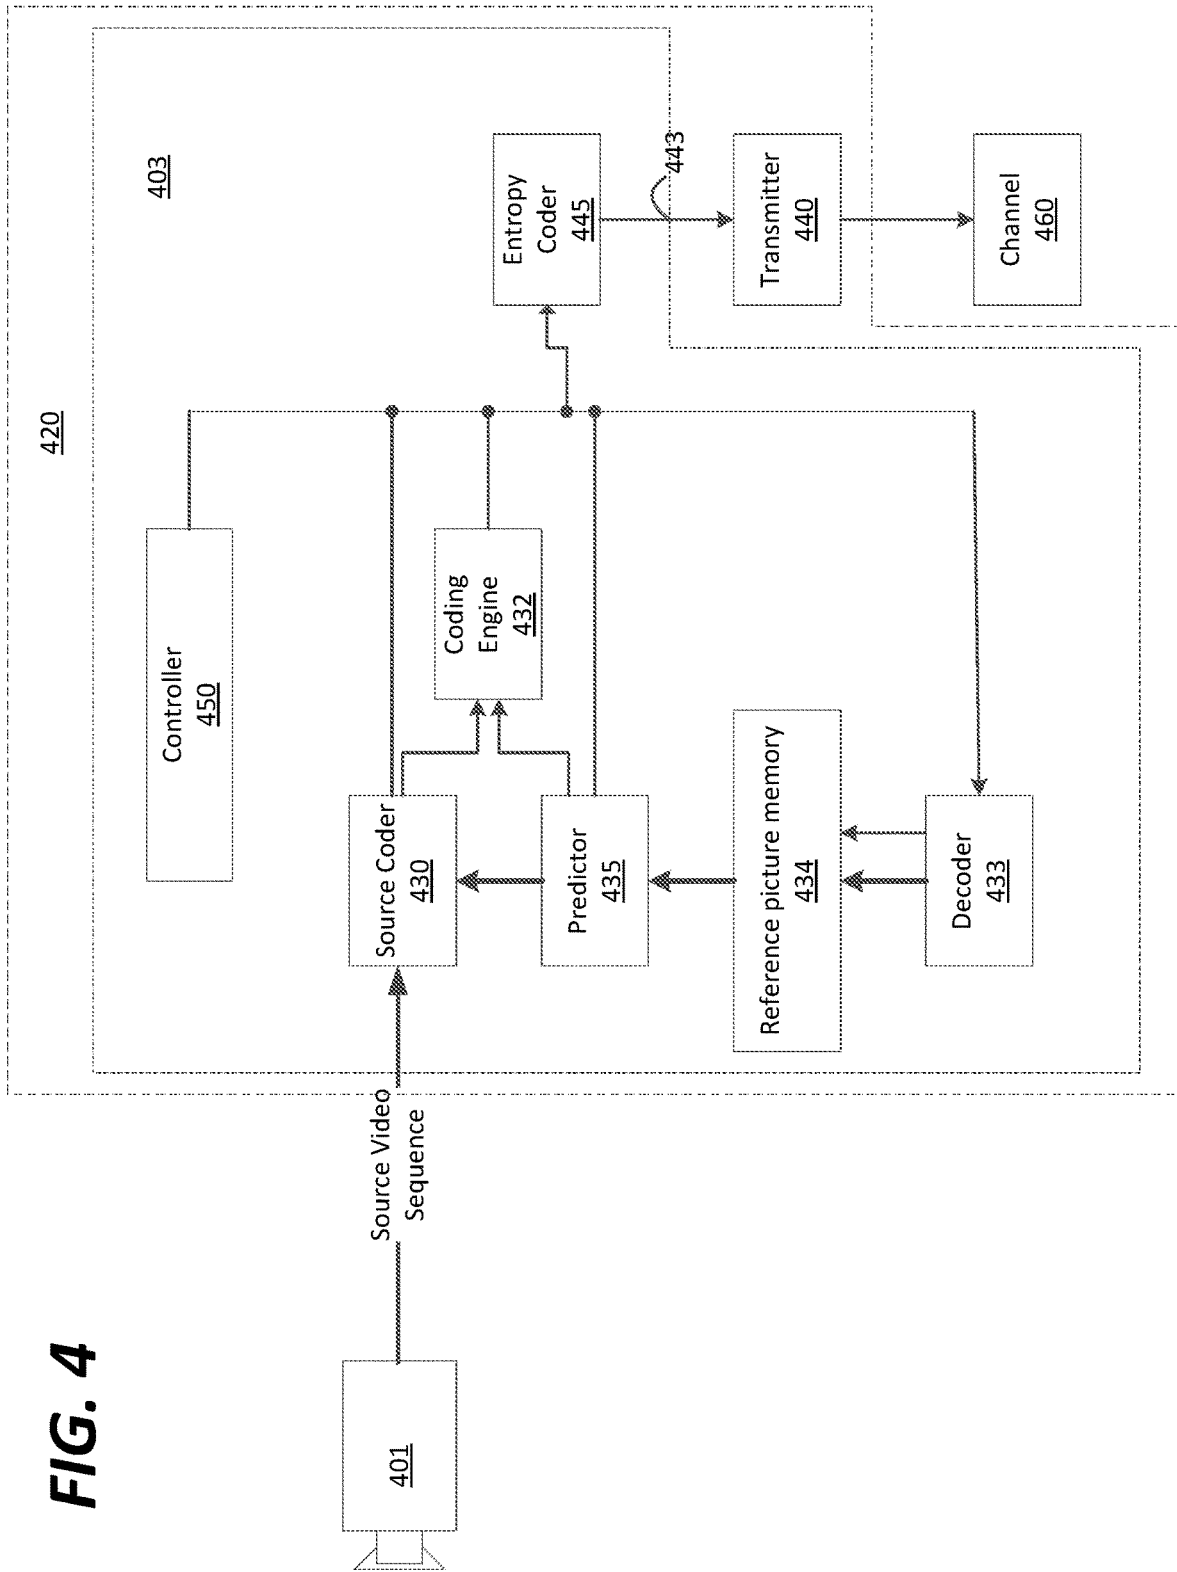 FIG. 4
420
403
Controller
450
401
Source Video
Sequence
Source Coder
430
Coding
Engine
432
Entropy
Coder
445
Predictor
435
443
Reference picture memory
434
Transmitter
440
Decoder
433
Channel
460